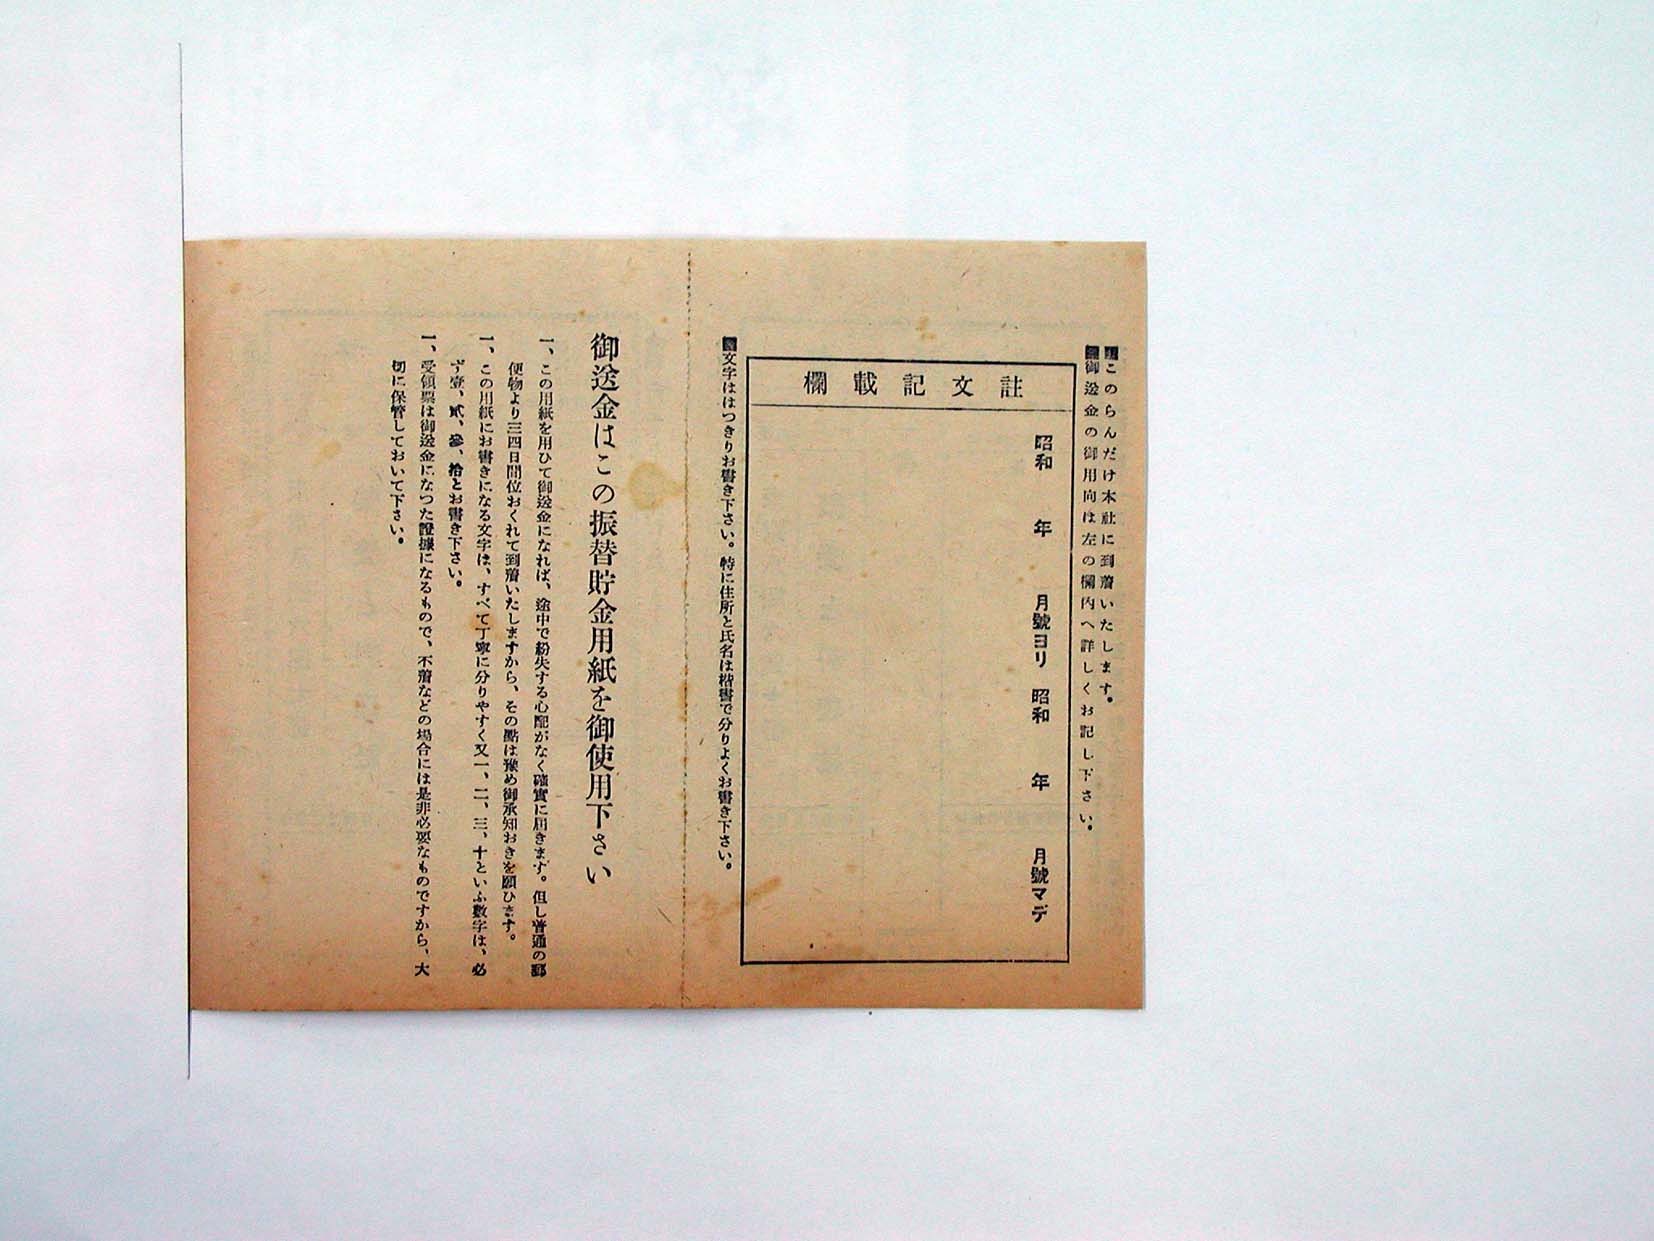 ■このらんだけ本社に到着いたします。
■御送金の御用向は左の欄内へ詳しくお記し下さい。
註文記載欄
昭和　年　月號ヨリ　昭和　年　月號マデ
■文字ははつきりお書き下さい。特に住所と氏名は楷書で分りよくお書き下さい。
御送金はこの振替貯金用紙を御使用下さい
一、この用紙を用ひて御送金になれば、途中で紛失する心配がなく確實に屆きます。但し普通の郵
便物より三四日間位おくれて到着いたしますから、その點は豫め御承知おきを願ひます。
一、この用紙にお書きになる文字は、すべて丁寧に分りやすく又一、二、三、十といふ數字は、必
ず壹、貳、參、拾とお書き下さい。
一、受領票は御送金になつた證據になるもので、不着などの場合には是非必要なものですから、大
切に保管しておいて下さい。